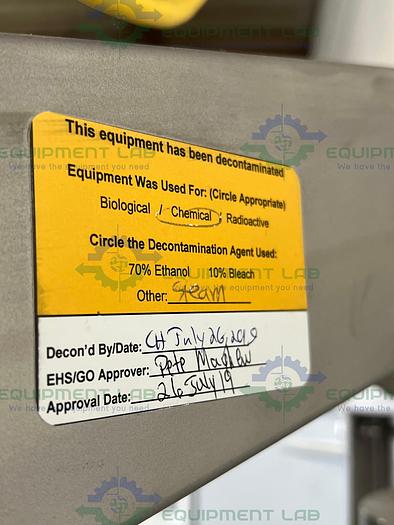 This equipment has been decontaminated
Equipment Was Used For: (Circle Appropriate)
Biological / Chemical / Radioactive
Circle the Decontamination Agent Used:
70% Ethanol 10% Bleach
Other: Steam
Decon'd By/Date: CH July 26, 2019
EHS/GO Approver: Pete
Approval Date: 26 July 19
EQUIPMENT LAB
We have the equipment you need